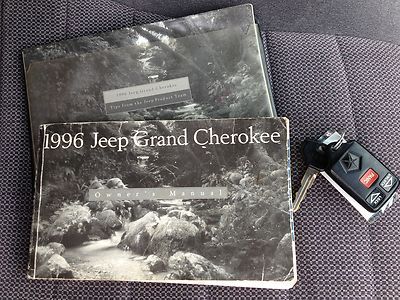 1996 Jeep Grand Cherokee
Tips from the Jeep Product Team
1996 Jeep Grand Cherokee
Owner's Manual